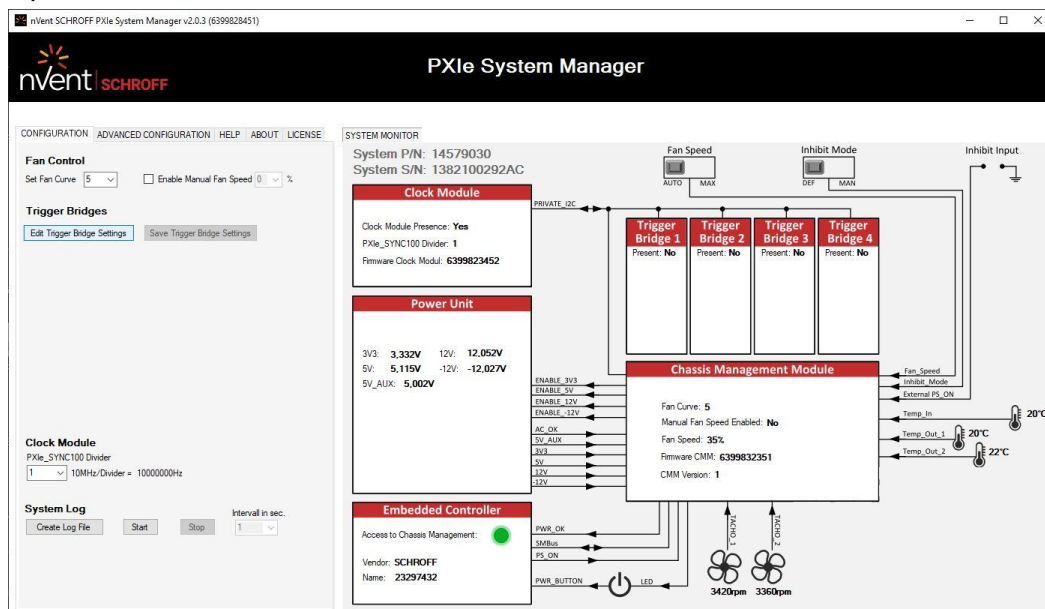 nVent SCHROFF PXIe System Manager v2.0.3 (6399828451)
nVent SCHROFF
PXIe System Manager
CONFIGURATION ADVANCED CONFIGURATION HELP ABOUT LICENSE
Fan Control
Set Fan Curve 5 Enable Manual Fan Speed 0 %
Trigger Bridges
Edit Trigger Bridge Settings Save Trigger Bridge Settings
Clock Module
PXIe_SYNC100 Divider
1 10MHz/Divider = 10000000Hz
System Log
Intervall in sec.
Create Log File Start Stop 1
SYSTEM MONITOR
System P/N: 14579030
System S/N: 1382100292AC
Fan Speed
AUTO MAX
Inhibit Mode
DEF MAN
Inhibit Input
Clock Module
Clock Module Presence: Yes
PXIe_SYNC100 Divider: 1
Firmware Clock Modul: 6399823452
PRIVATE_I2C
Trigger Bridge 1
Present: No
Trigger Bridge 2
Present: No
Trigger Bridge 3
Present: No
Trigger Bridge 4
Present: No
Power Unit
3V3: 3,332V 12V: 12,052V
5V: 5,115V -12V: -12,027V
5V_AUX: 5,002V
ENABLE_3V3
ENABLE_5V
ENABLE_12V
ENABLE_-12V
AC_OK
5V_AUX
3V3
5V
12V
-12V
Chassis Management Module
Fan Curve: 5
Manual Fan Speed Enabled: No
Fan Speed: 35%
Firmware CMM: 6399832351
CMM Version: 1
Fan_Speed
Inhibit_Mode
External PS_ON
Temp_In 20°C
Temp_Out_1 20°C
Temp_Out_2 22°C
Embedded Controller
Access to Chassis Management:
Vendor: SCHROFF
Name: 23297432
PWR_OK
SMBus
PS_ON
PWR_BUTTON LED
TACHO_1
TACHO_2
3420rpm 3360rpm